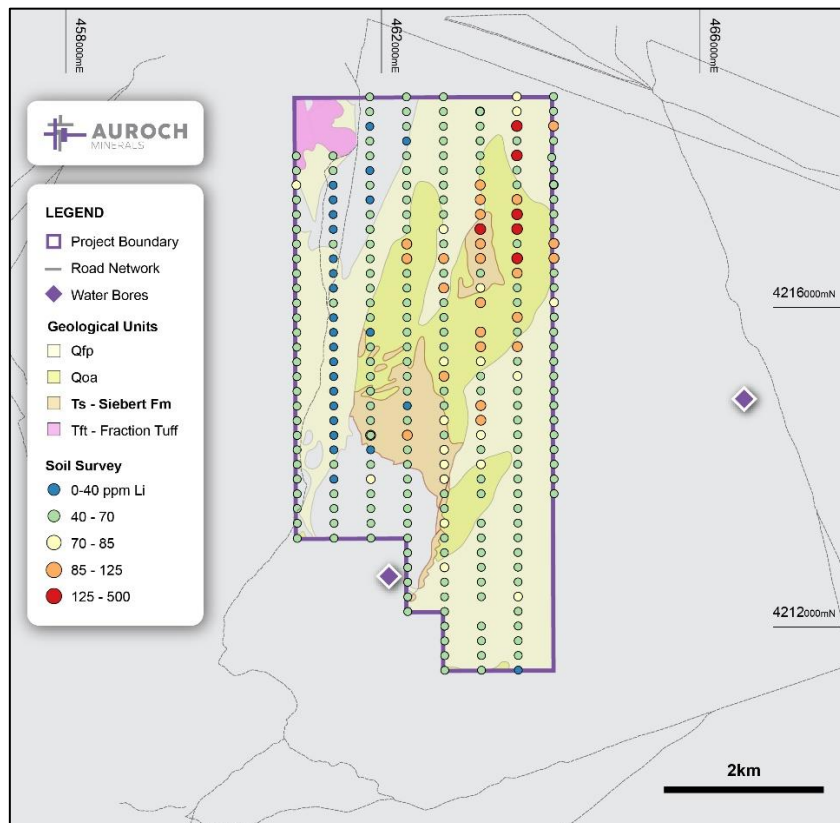 458000mE
462000mE
466000mE
AUROCH
MINERALS
LEGEND
Project Boundary
Road Network
Water Bores
Geological Units
Qfp
Qoa
Ts - Siebert Fm
Tft - Fraction Tuff
Soil Survey
0-40 ppm Li
40 - 70
70 - 85
85 - 125
125 - 500
4216000mN
4212000mN
2km